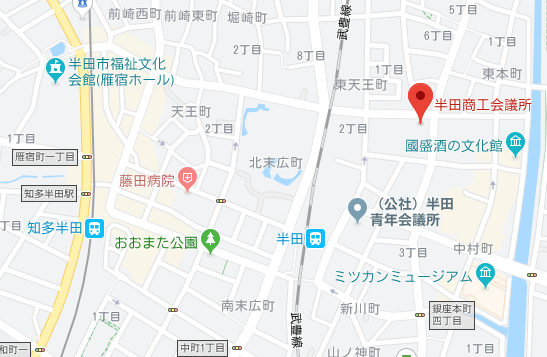 前崎西町
前崎東町
堀崎町
武豊線
1丁目
8丁目
5丁目
2丁目
2丁目
半田市福祉文化
会館(雁宿ホール)
東天王町
東本町
2丁目
半田商工会議所
天王町
1丁目
2丁目
1丁目
國盛酒の文化館
雁宿町一丁目
北末広町
藤田病院
知多半田駅
(公社)半田
青年会議所
知多半田
おおまた公園
半田
中村町
ミツカンミュージアム
南末広町
新川町
銀座本町
四丁目
1丁目
武豊線
中町1丁目
山ノ神町
和町一